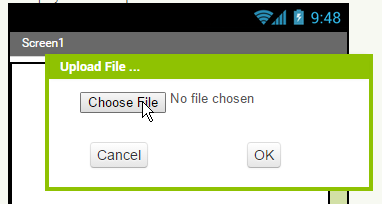 9:48
Screen1
Upload File ...
Choose File No file chosen
Cancel OK